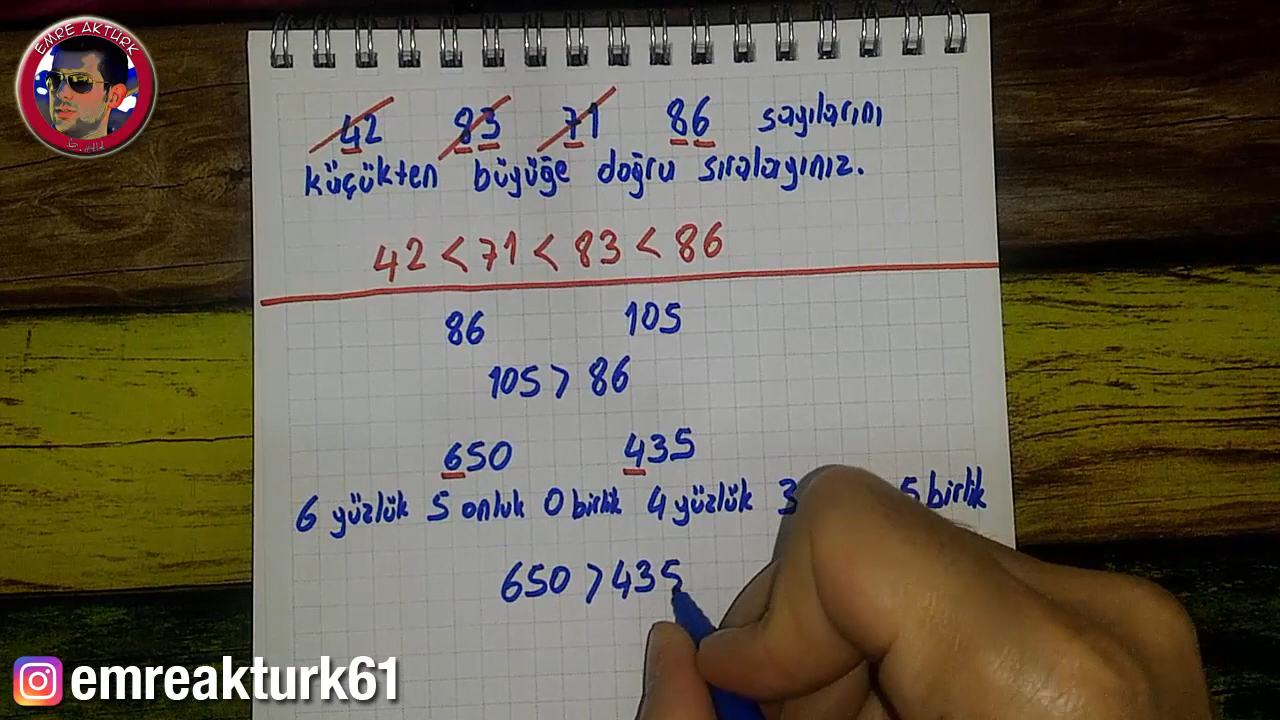 EMRE AKTÜRK
42 83 71 86 sayılarını
küçükten büyüğe doğru sıralayınız.
42 < 71 < 83 < 86
86 105
105 > 86
650 435
6 yüzlük 5 onluk 0 birlik 4 yüzlük 3 5 birlik
650 > 435
emreakturk61